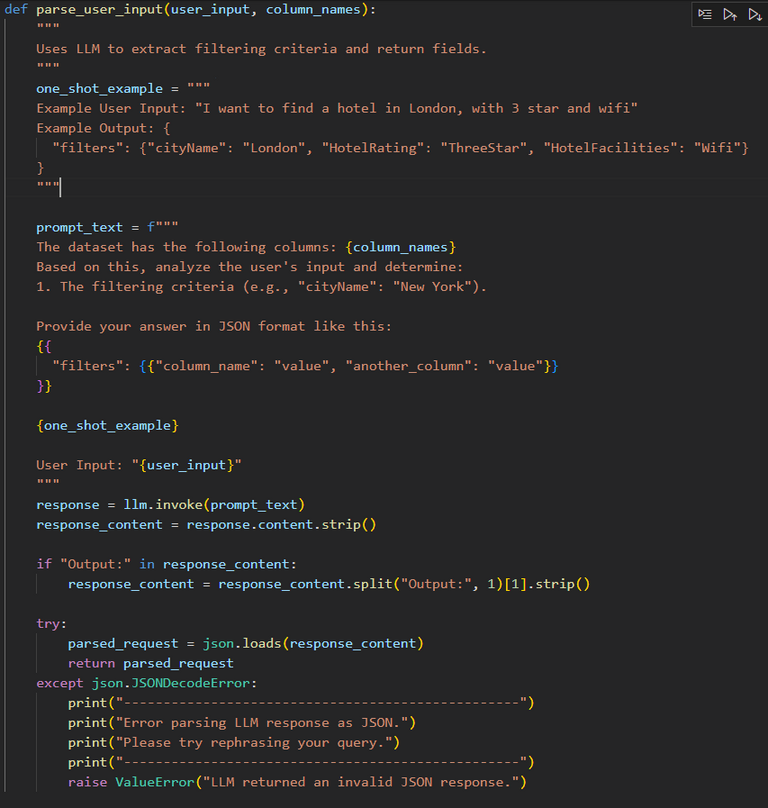 def parse_user_input(user_input, column_names):
    """
    Uses LLM to extract filtering criteria and return fields.
    """
    one_shot_example = """
    Example User Input: "I want to find a hotel in London, with 3 star and wifi"
    Example Output: {
      "filters": {"cityName": "London", "HotelRating": "ThreeStar", "HotelFacilities": "Wifi"}
    }
    """

    prompt_text = f"""
    The dataset has the following columns: {column_names}
    Based on this, analyze the user's input and determine:
    1. The filtering criteria (e.g., "cityName": "New York").

    Provide your answer in JSON format like this:
    {{
      "filters": {{"column_name": "value", "another_column": "value"}}
    }}

    {one_shot_example}

    User Input: "{user_input}"
    """
    response = llm.invoke(prompt_text)
    response_content = response.content.strip()

    if "Output:" in response_content:
        response_content = response_content.split("Output:", 1)[1].strip()

    try:
        parsed_request = json.loads(response_content)
        return parsed_request
    except json.JSONDecodeError:
        print("--------------------------------------------------")
        print("Error parsing LLM response as JSON.")
        print("Please try rephrasing your query.")
        print("--------------------------------------------------")
        raise ValueError("LLM returned an invalid JSON response.")